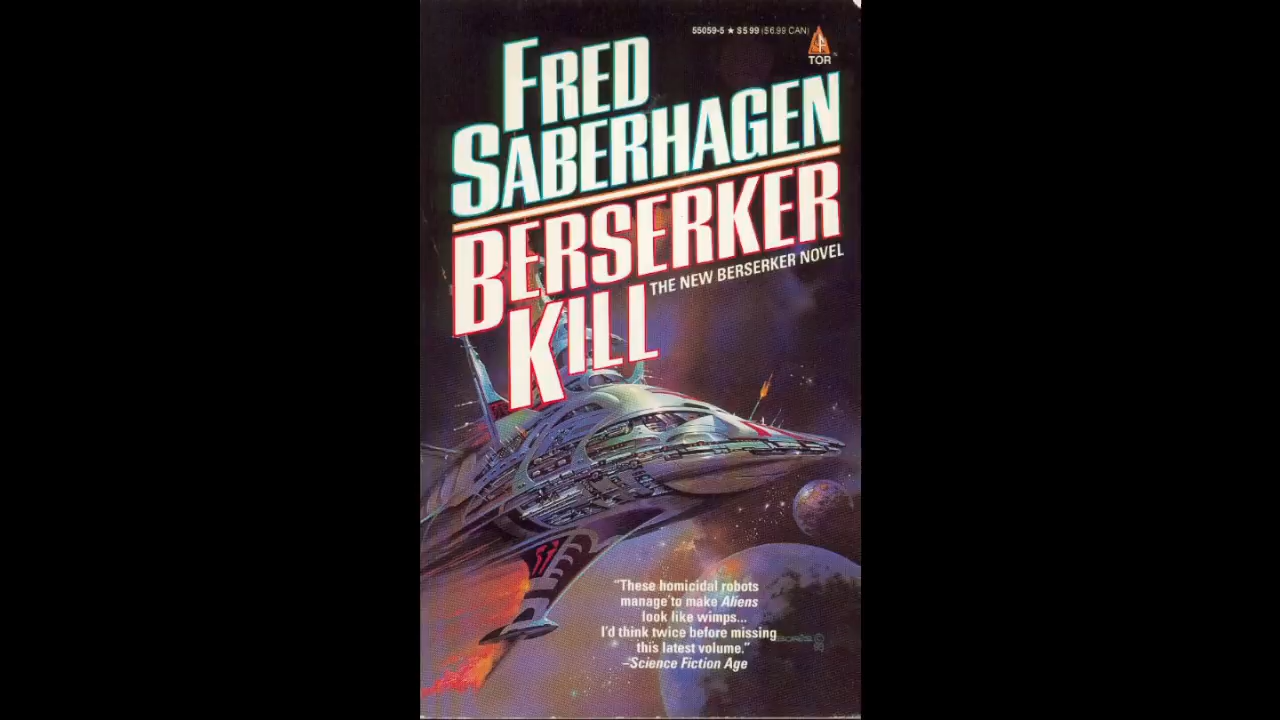 55059-5 ★ $5.99 ($6.99 CAN)
TOR
FRED
SABERHAGEN
BERSERKER
KILL
THE NEW BERSERKER NOVEL
"These homicidal robots
manage to make Aliens
look like wimps...
I'd think twice before missing
this latest volume."
–Science Fiction Age